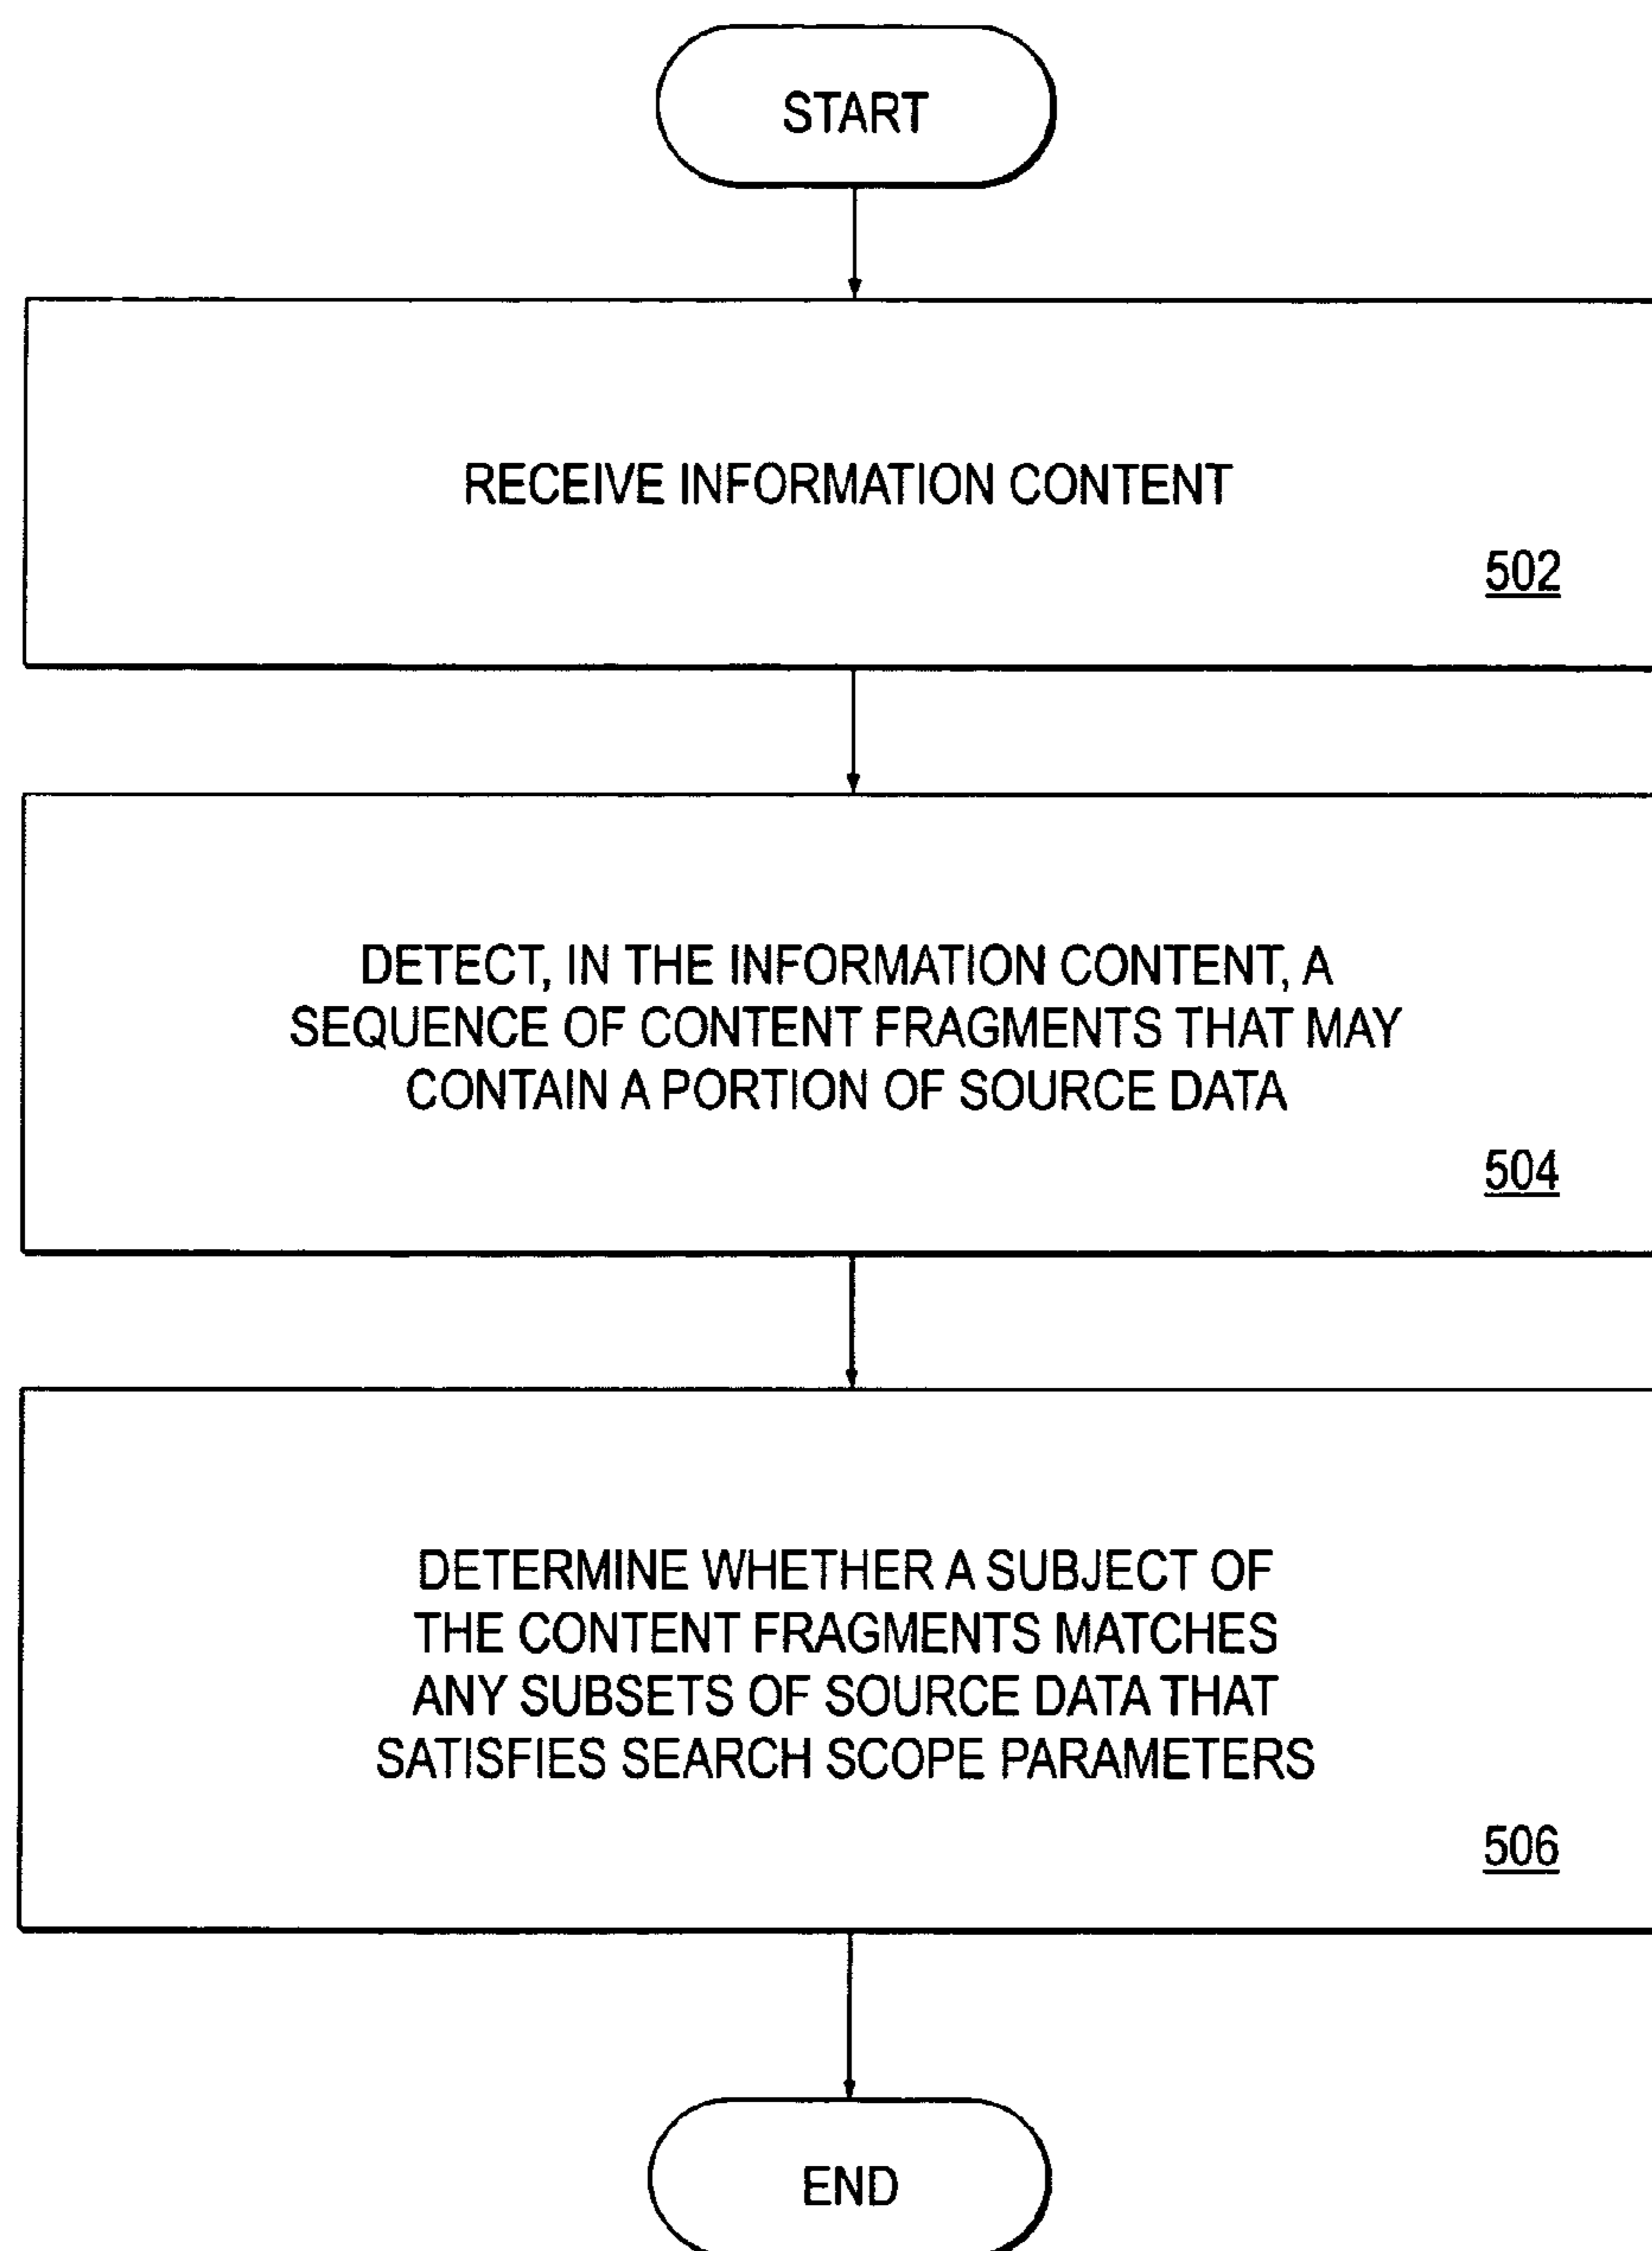 START
RECEIVE INFORMATION CONTENT
502
DETECT, IN THE INFORMATION CONTENT, A
SEQUENCE OF CONTENT FRAGMENTS THAT MAY
CONTAIN A PORTION OF SOURCE DATA
504
DETERMINE WHETHER A SUBJECT OF
THE CONTENT FRAGMENTS MATCHES
ANY SUBSETS OF SOURCE DATA THAT
SATISFIES SEARCH SCOPE PARAMETERS
506
END